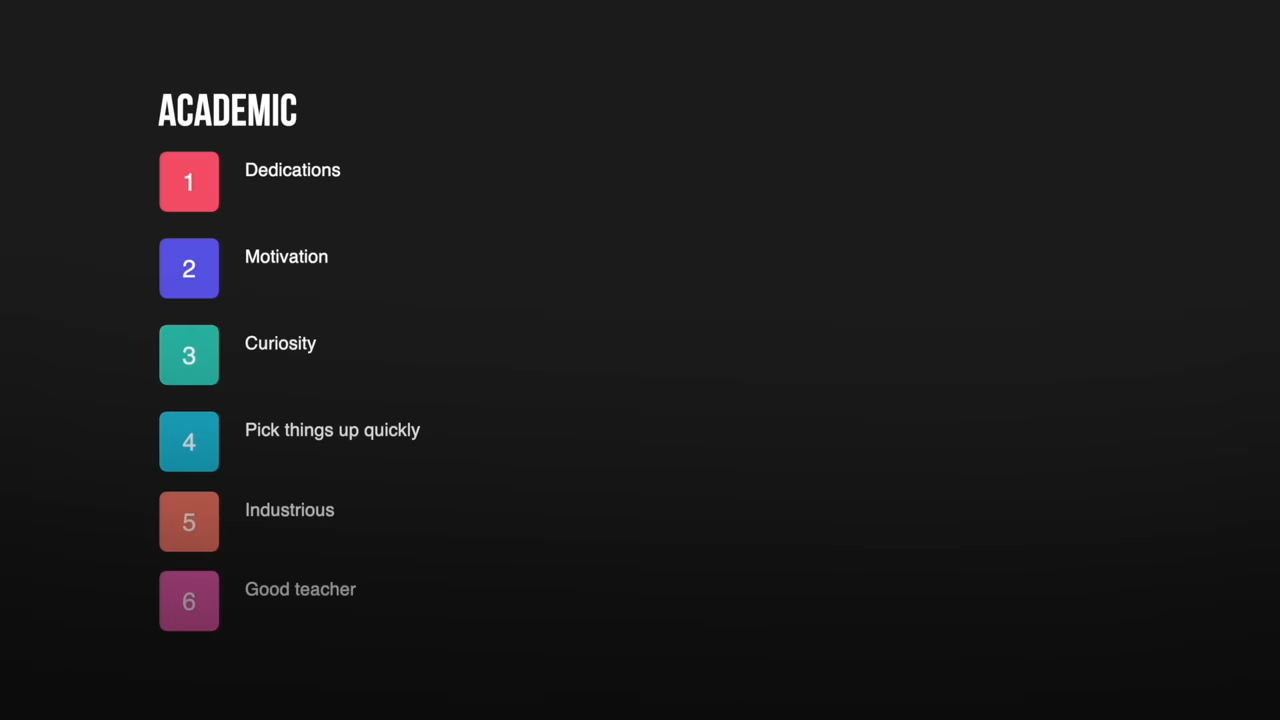 ACADEMIC
1 Dedications
2 Motivation
3 Curiosity
4 Pick things up quickly
5 Industrious
6 Good teacher